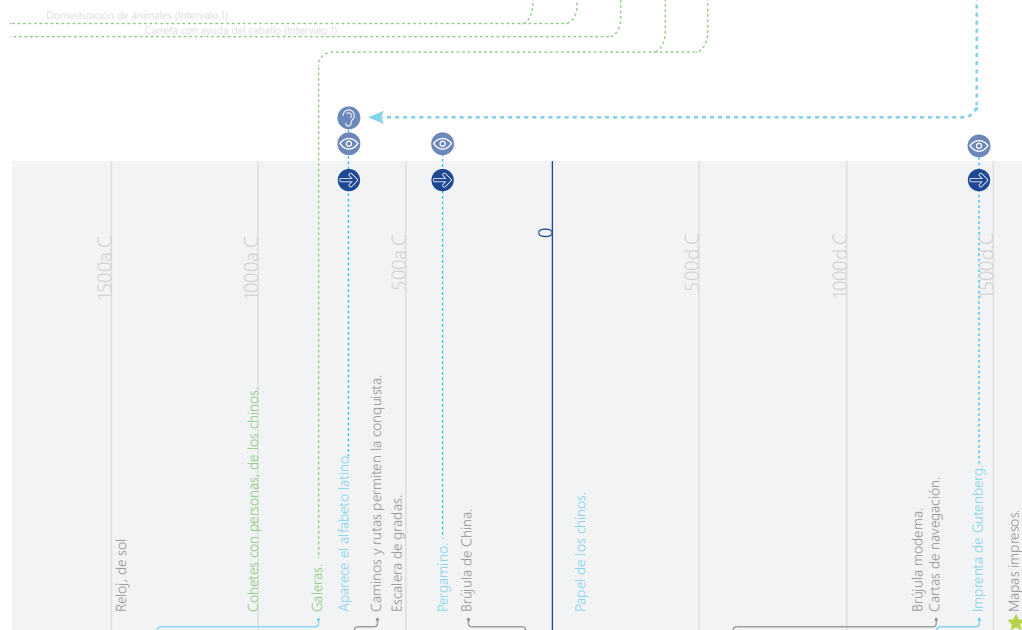 Domestización de animales (Intervalo 1)
Carreta con ayuda del caballo (Intervalo 1)
1500a.C
1000a.C
500a.C
0
500d.C
1000d.C
1500d.C
Reloj, de sol
Cohetes con personas, de los chinos.
Galeras.
Aparece el alfabeto latino.
Caminos y rutas permiten la conquista.
Escalera de gradas.
Pergamino.
Brújula de China.
Papel de los chinos.
Brújula moderna.
Cartas de navegación.
Imprenta de Gutenberg.
Mapas impresos.